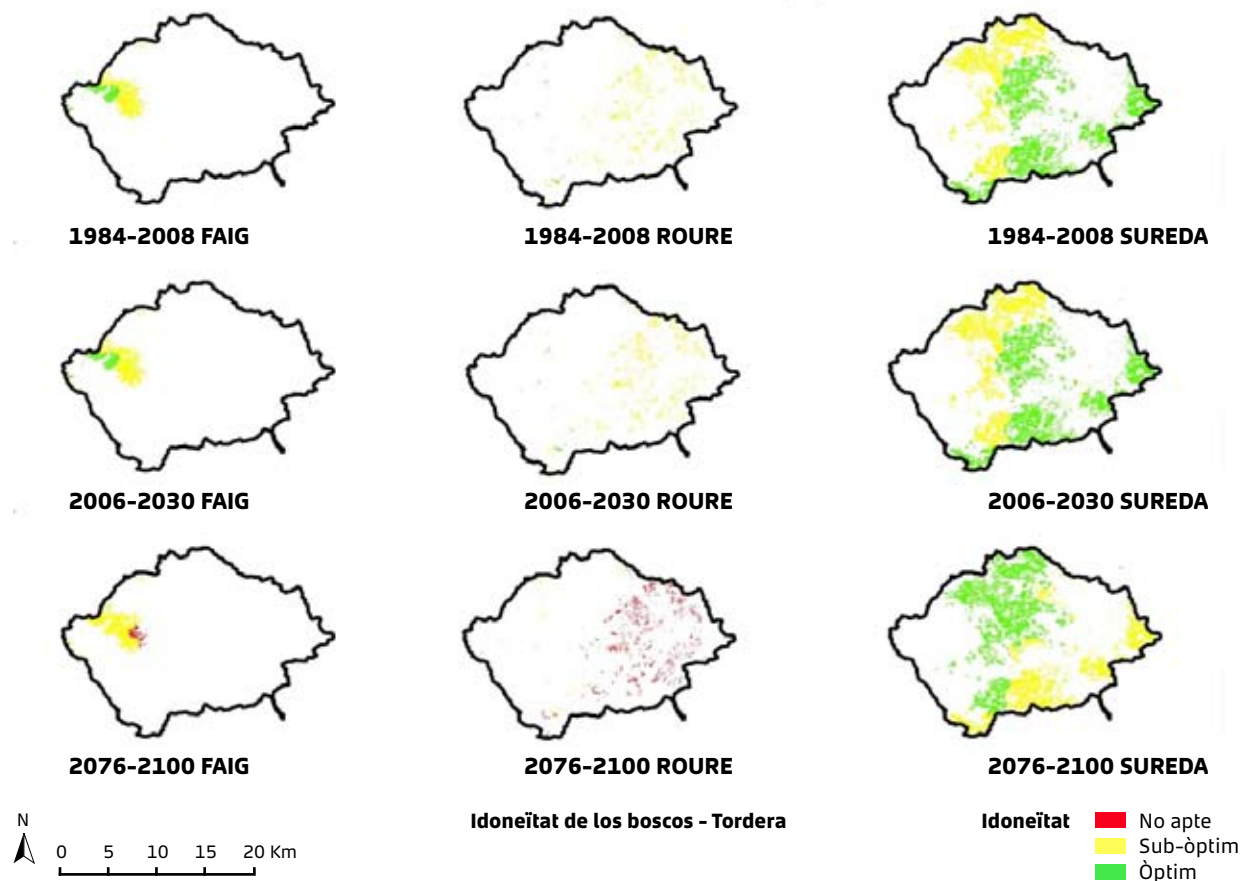 1984-2008 FAIG
1984-2008 ROURE
1984-2008 SUREDA
2006-2030 FAIG
2006-2030 ROURE
2006-2030 SUREDA
2076-2100 FAIG
2076-2100 ROURE
2076-2100 SUREDA
N
0 5 10 15 20 Km
Idoneïtat de los boscos - Tordera
Idoneïtat
No apte
Sub-òptim
Òptim